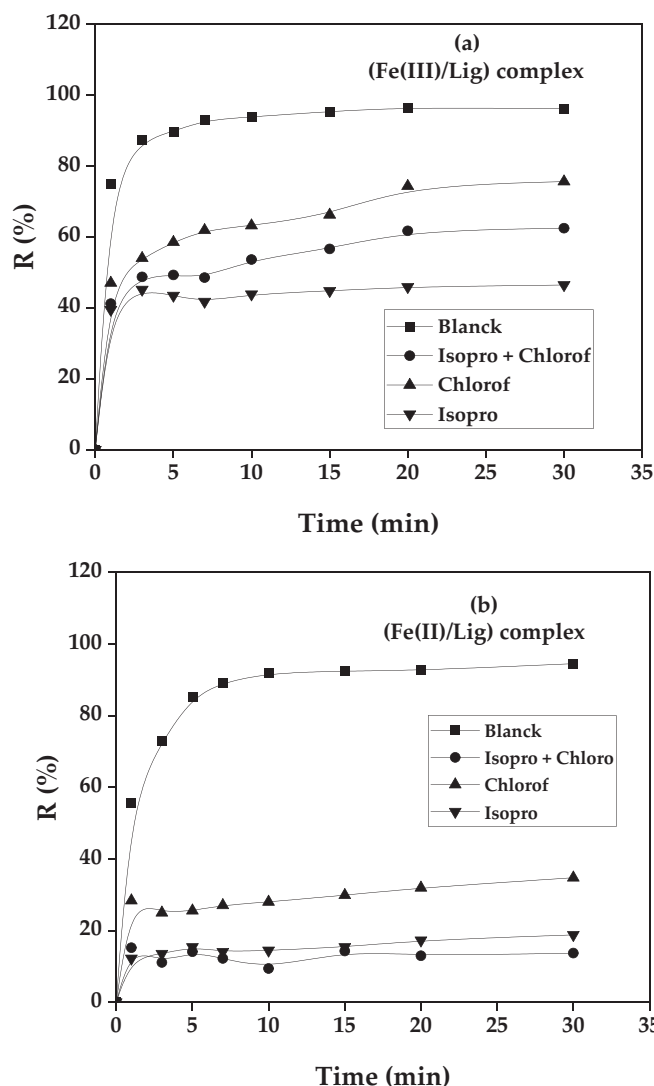 120
(a)
(Fe(III)/Lig) complex
100
80
60
40
20
0
R (%)
Blanck
Isopro + Chlorof
Chlorof
Isopro
0 5 10 15 20 25 30 35
Time (min)
120
(b)
(Fe(II)/Lig) complex
100
80
60
40
20
0
R (%)
Blanck
Isopro + Chloro
Chlorof
Isopro
0 5 10 15 20 25 30 35
Time (min)